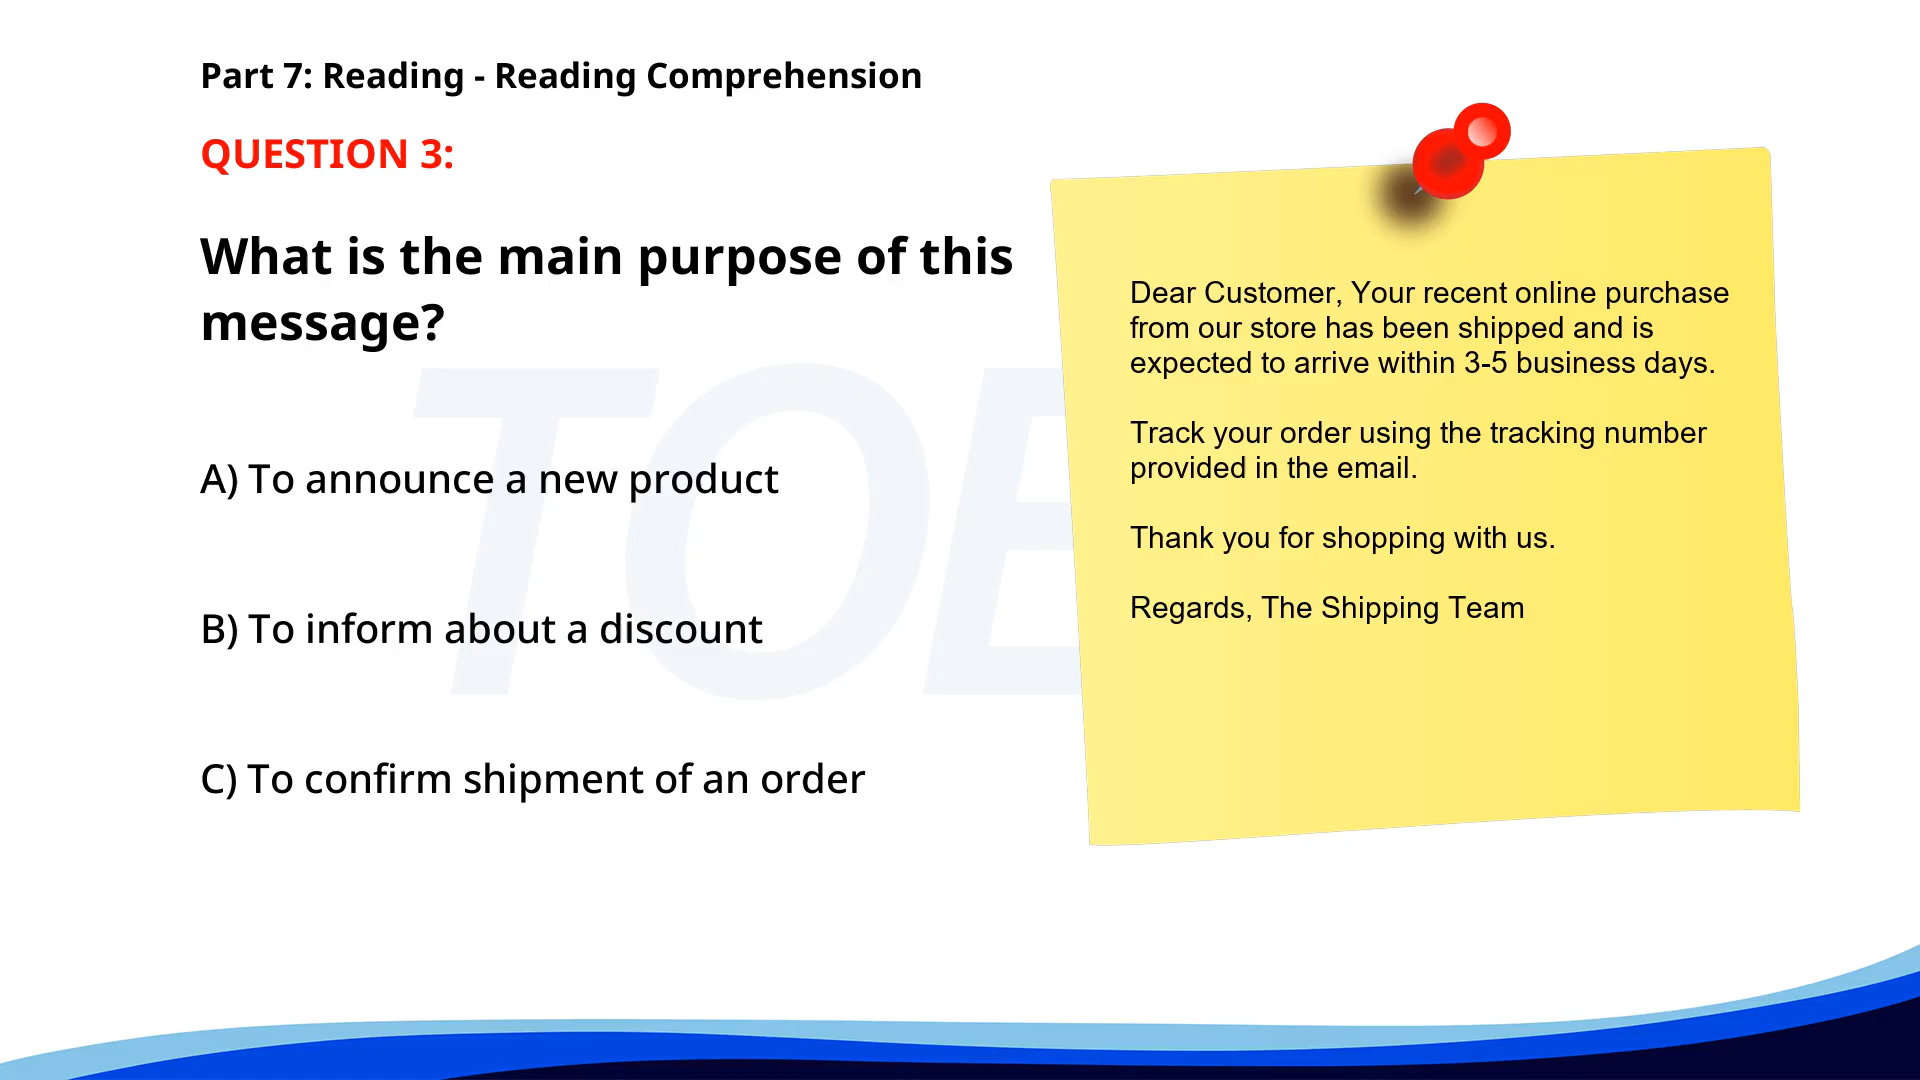 Part 7: Reading - Reading Comprehension
QUESTION 3:
What is the main purpose of this
message?
A) To announce a new product
B) To inform about a discount
C) To confirm shipment of an order
Dear Customer, Your recent online purchase
from our store has been shipped and is
expected to arrive within 3-5 business days.
Track your order using the tracking number
provided in the email.
Thank you for shopping with us.
Regards, The Shipping Team
TOE